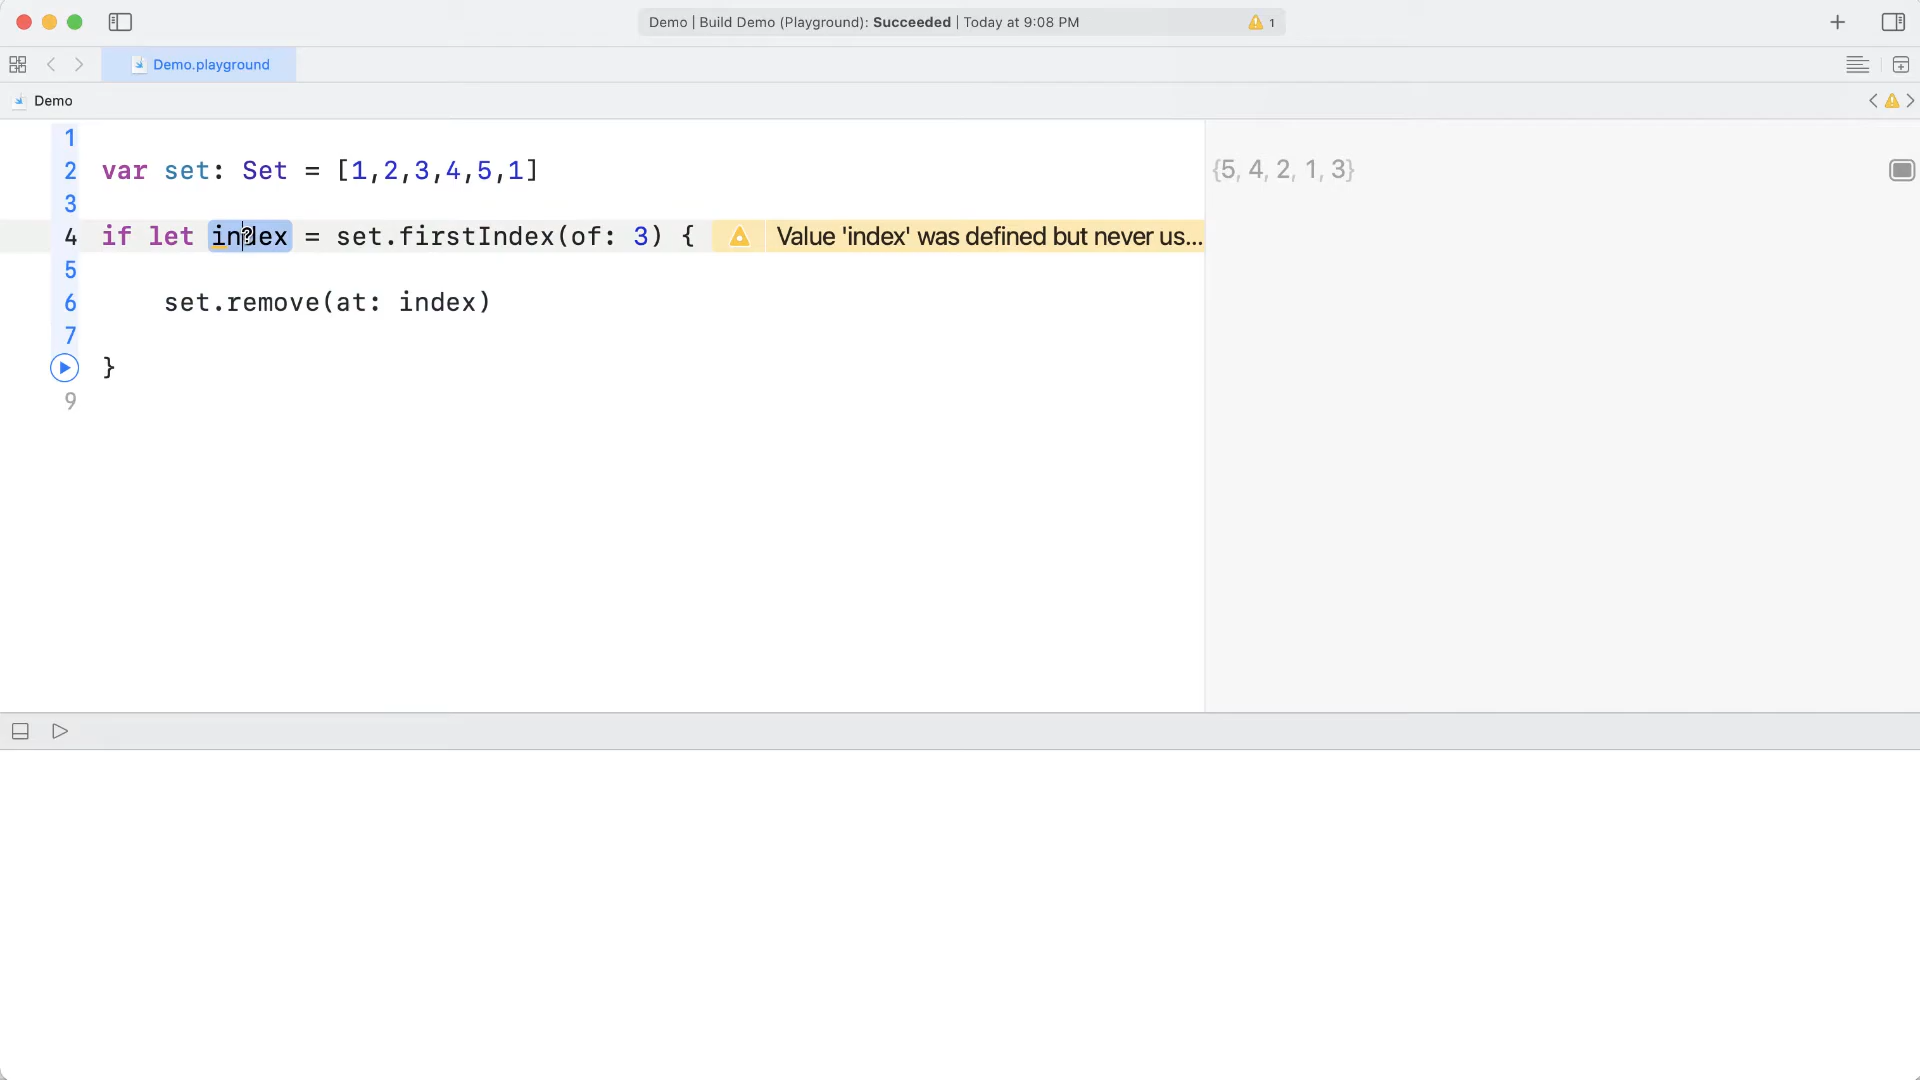 Demo | Build Demo (Playground): Succeeded | Today at 9:08 PM 1
Demo.playground
Demo
1
2 var set: Set = [1,2,3,4,5,1] {5, 4, 2, 1, 3}
3
4 if let index = set.firstIndex(of: 3) { Value 'index' was defined but never us...
5
6 set.remove(at: index)
7
}
9